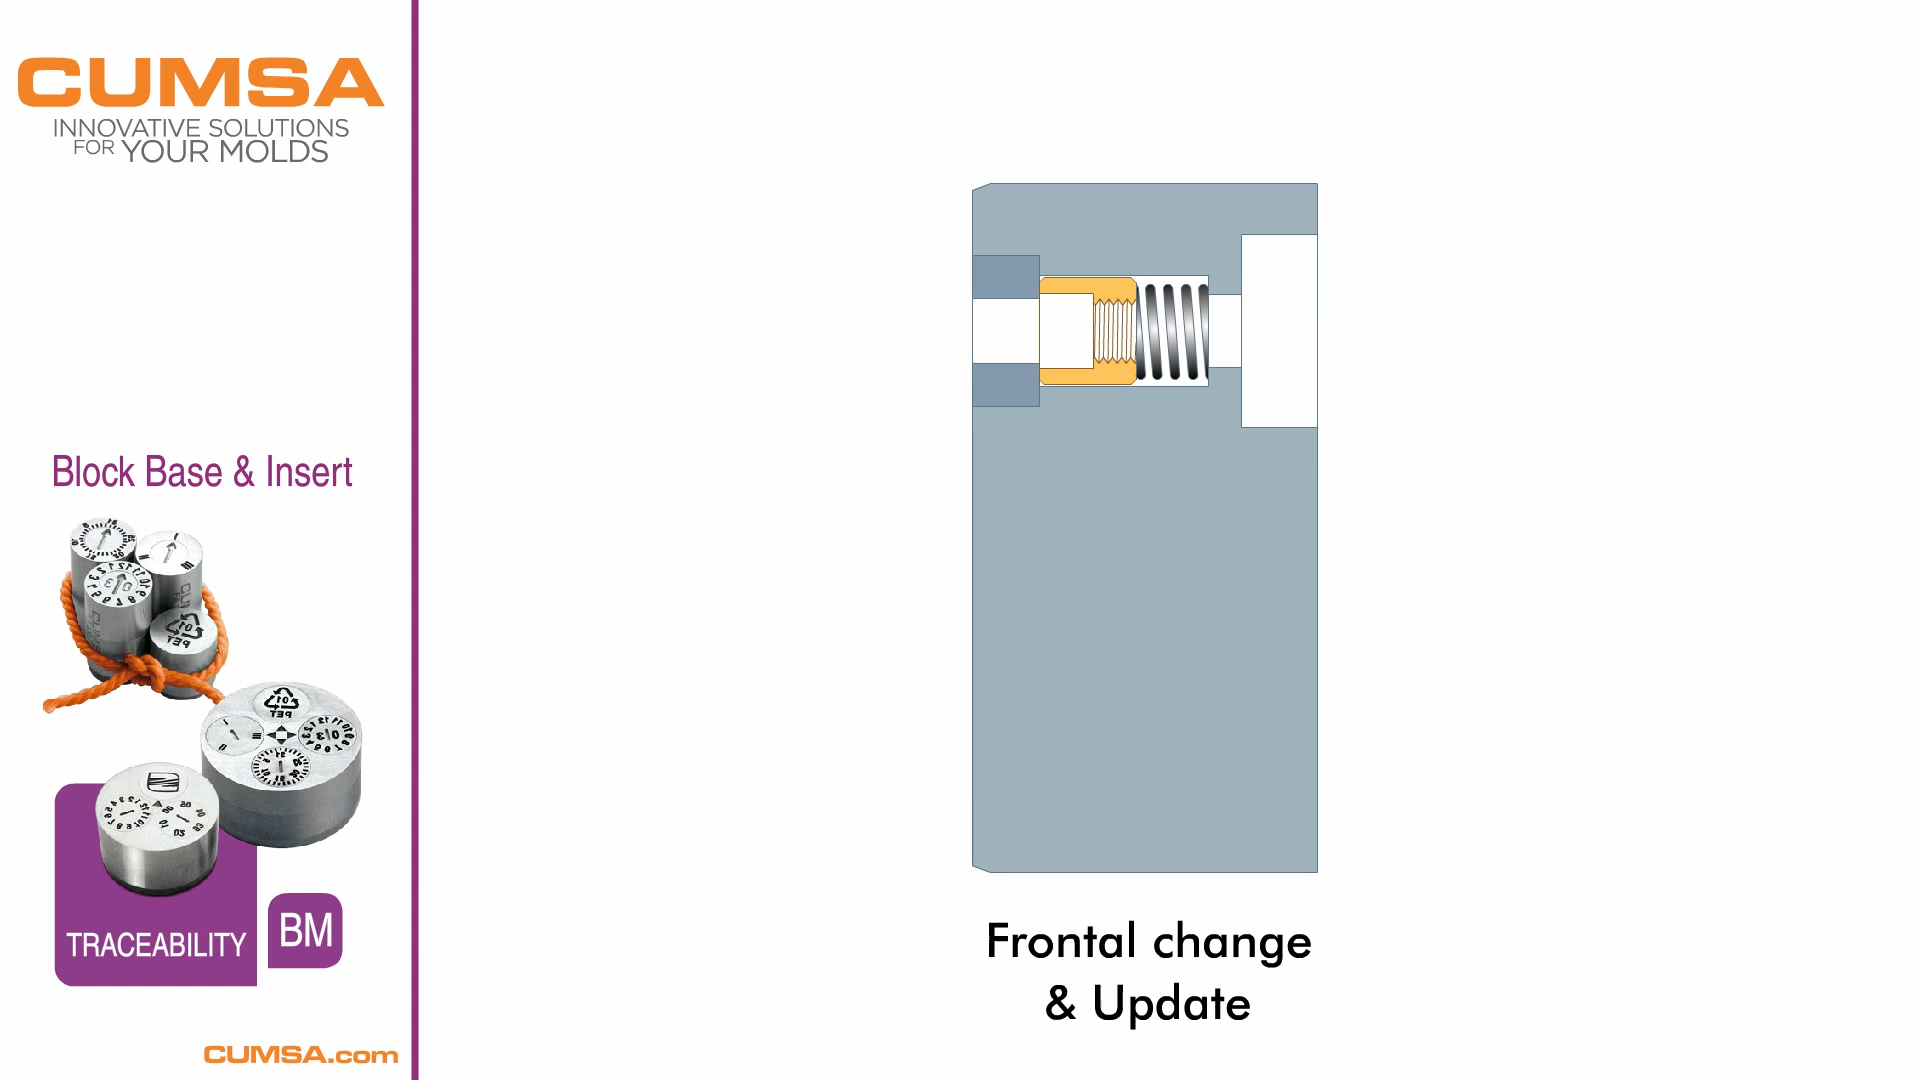 CUMSA
INNOVATIVE SOLUTIONS
FOR YOUR MOLDS
Block Base & Insert
TRACEABILITY
BM
CUMSA.com
Frontal change
& Update